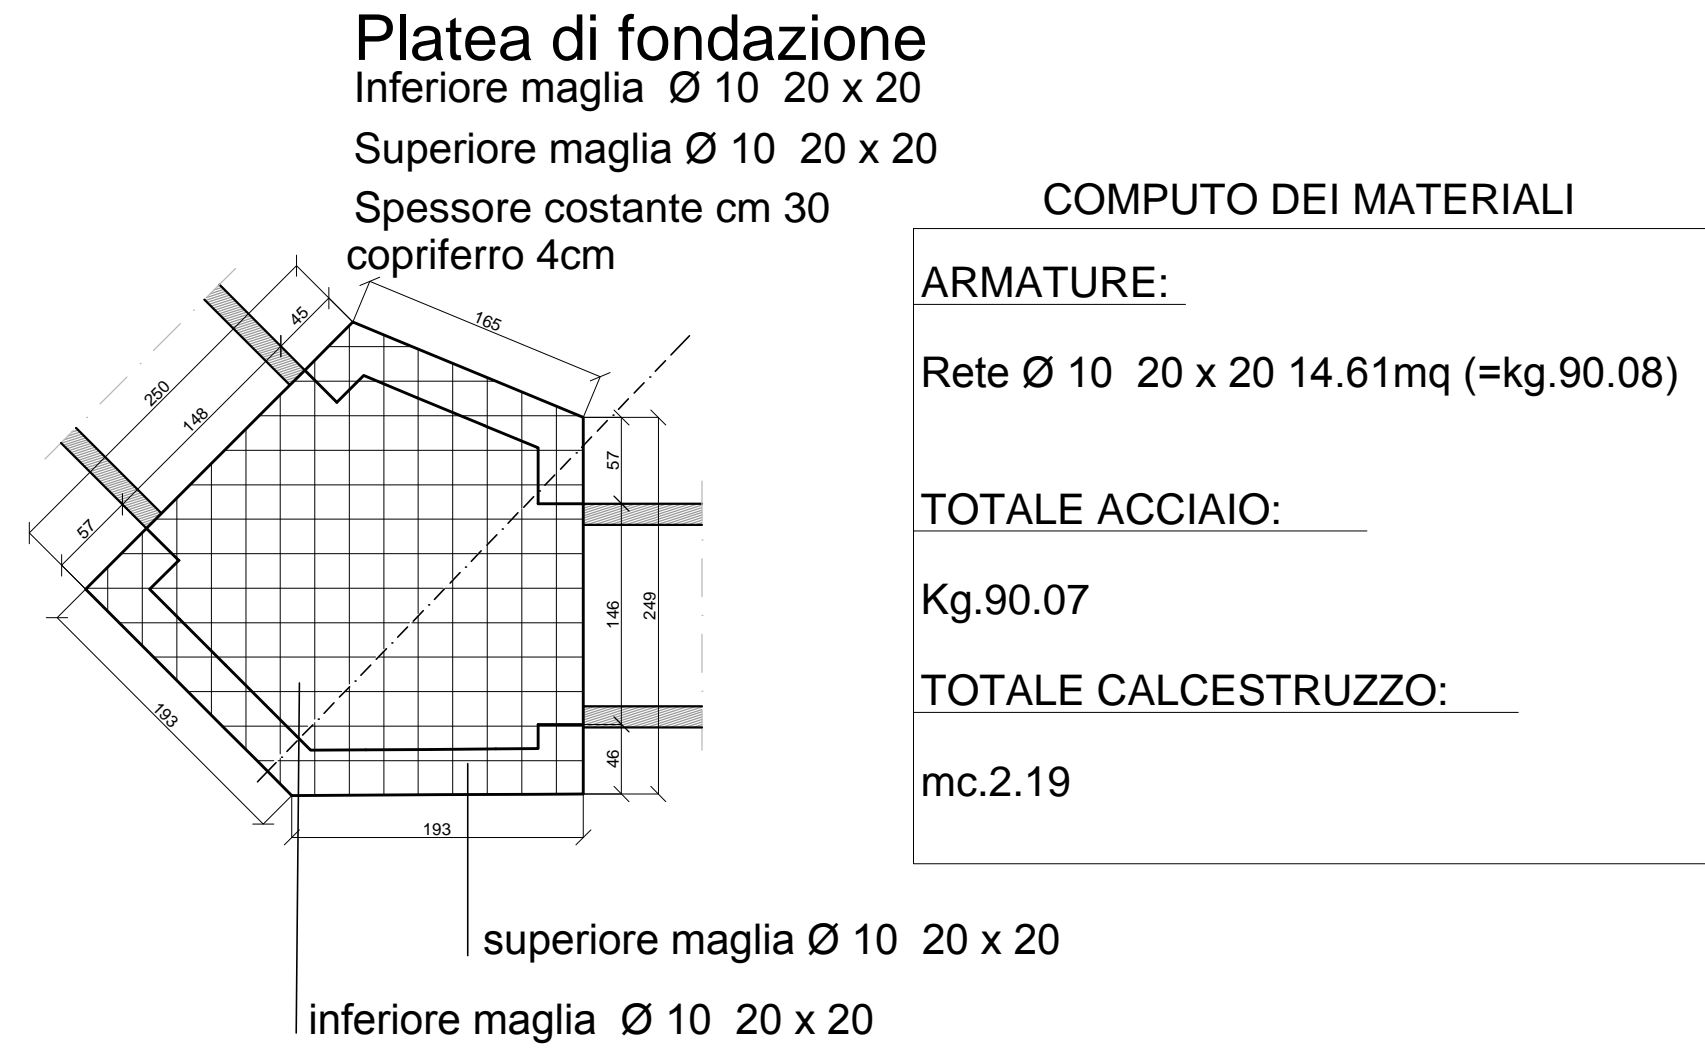 Platea di fondazione
Inferiore maglia Ø 10 20 x 20
Superiore maglia Ø 10 20 x 20
Spessore costante cm 30
copriferro 4cm
COMPUTO DEI MATERIALI
ARMATURE:
Rete Ø 10 20 x 20 14.61mq (=kg.90.08)
TOTALE ACCIAIO:
Kg.90.07
TOTALE CALCESTRUZZO:
mc.2.19
45
165
250
148
57
57
146
249
193
46
193
superiore maglia Ø 10 20 x 20
inferiore maglia Ø 10 20 x 20